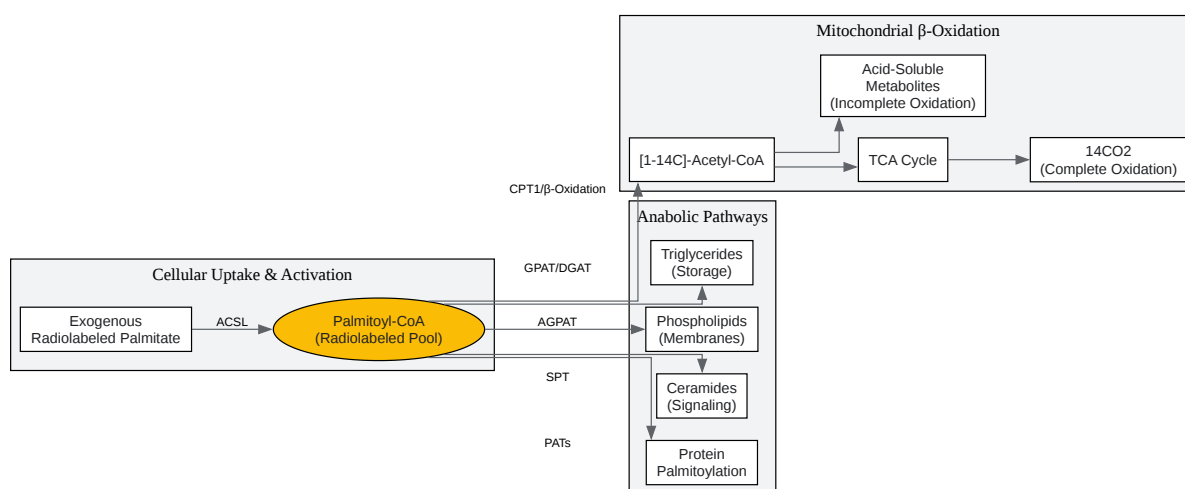 Mitochondrial β-Oxidation
Acid-Soluble
Metabolites
(Incomplete Oxidation)
[1-14C]-Acetyl-CoA
TCA Cycle
14CO2
(Complete Oxidation)
CPT1/β-Oxidation
Anabolic Pathways
Triglycerides
(Storage)
GPAT/DGAT
Cellular Uptake & Activation
Exogenous
Radiolabeled Palmitate
ACSL
Palmitoyl-CoA
(Radiolabeled Pool)
AGPAT
Phospholipids
(Membranes)
SPT
Ceramides
(Signaling)
PATs
Protein
Palmitoylation